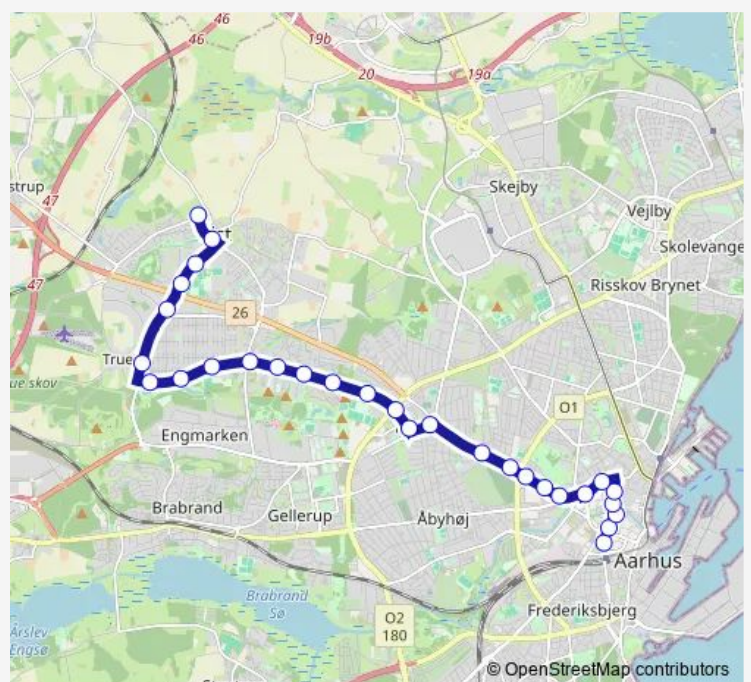 46
46
19b
20
19a
strup
47
Skejby
Vejlby
Skolevange
47
Risskov Brynet
26
True
ue skov
O1
Engmarken
Brabrand
Gellerup
Åbyhøj
Aarhus
Brabrand
Sø
O2
180
Frederiksbjerg
Årslev
Engsø
© OpenStreetMap contributors